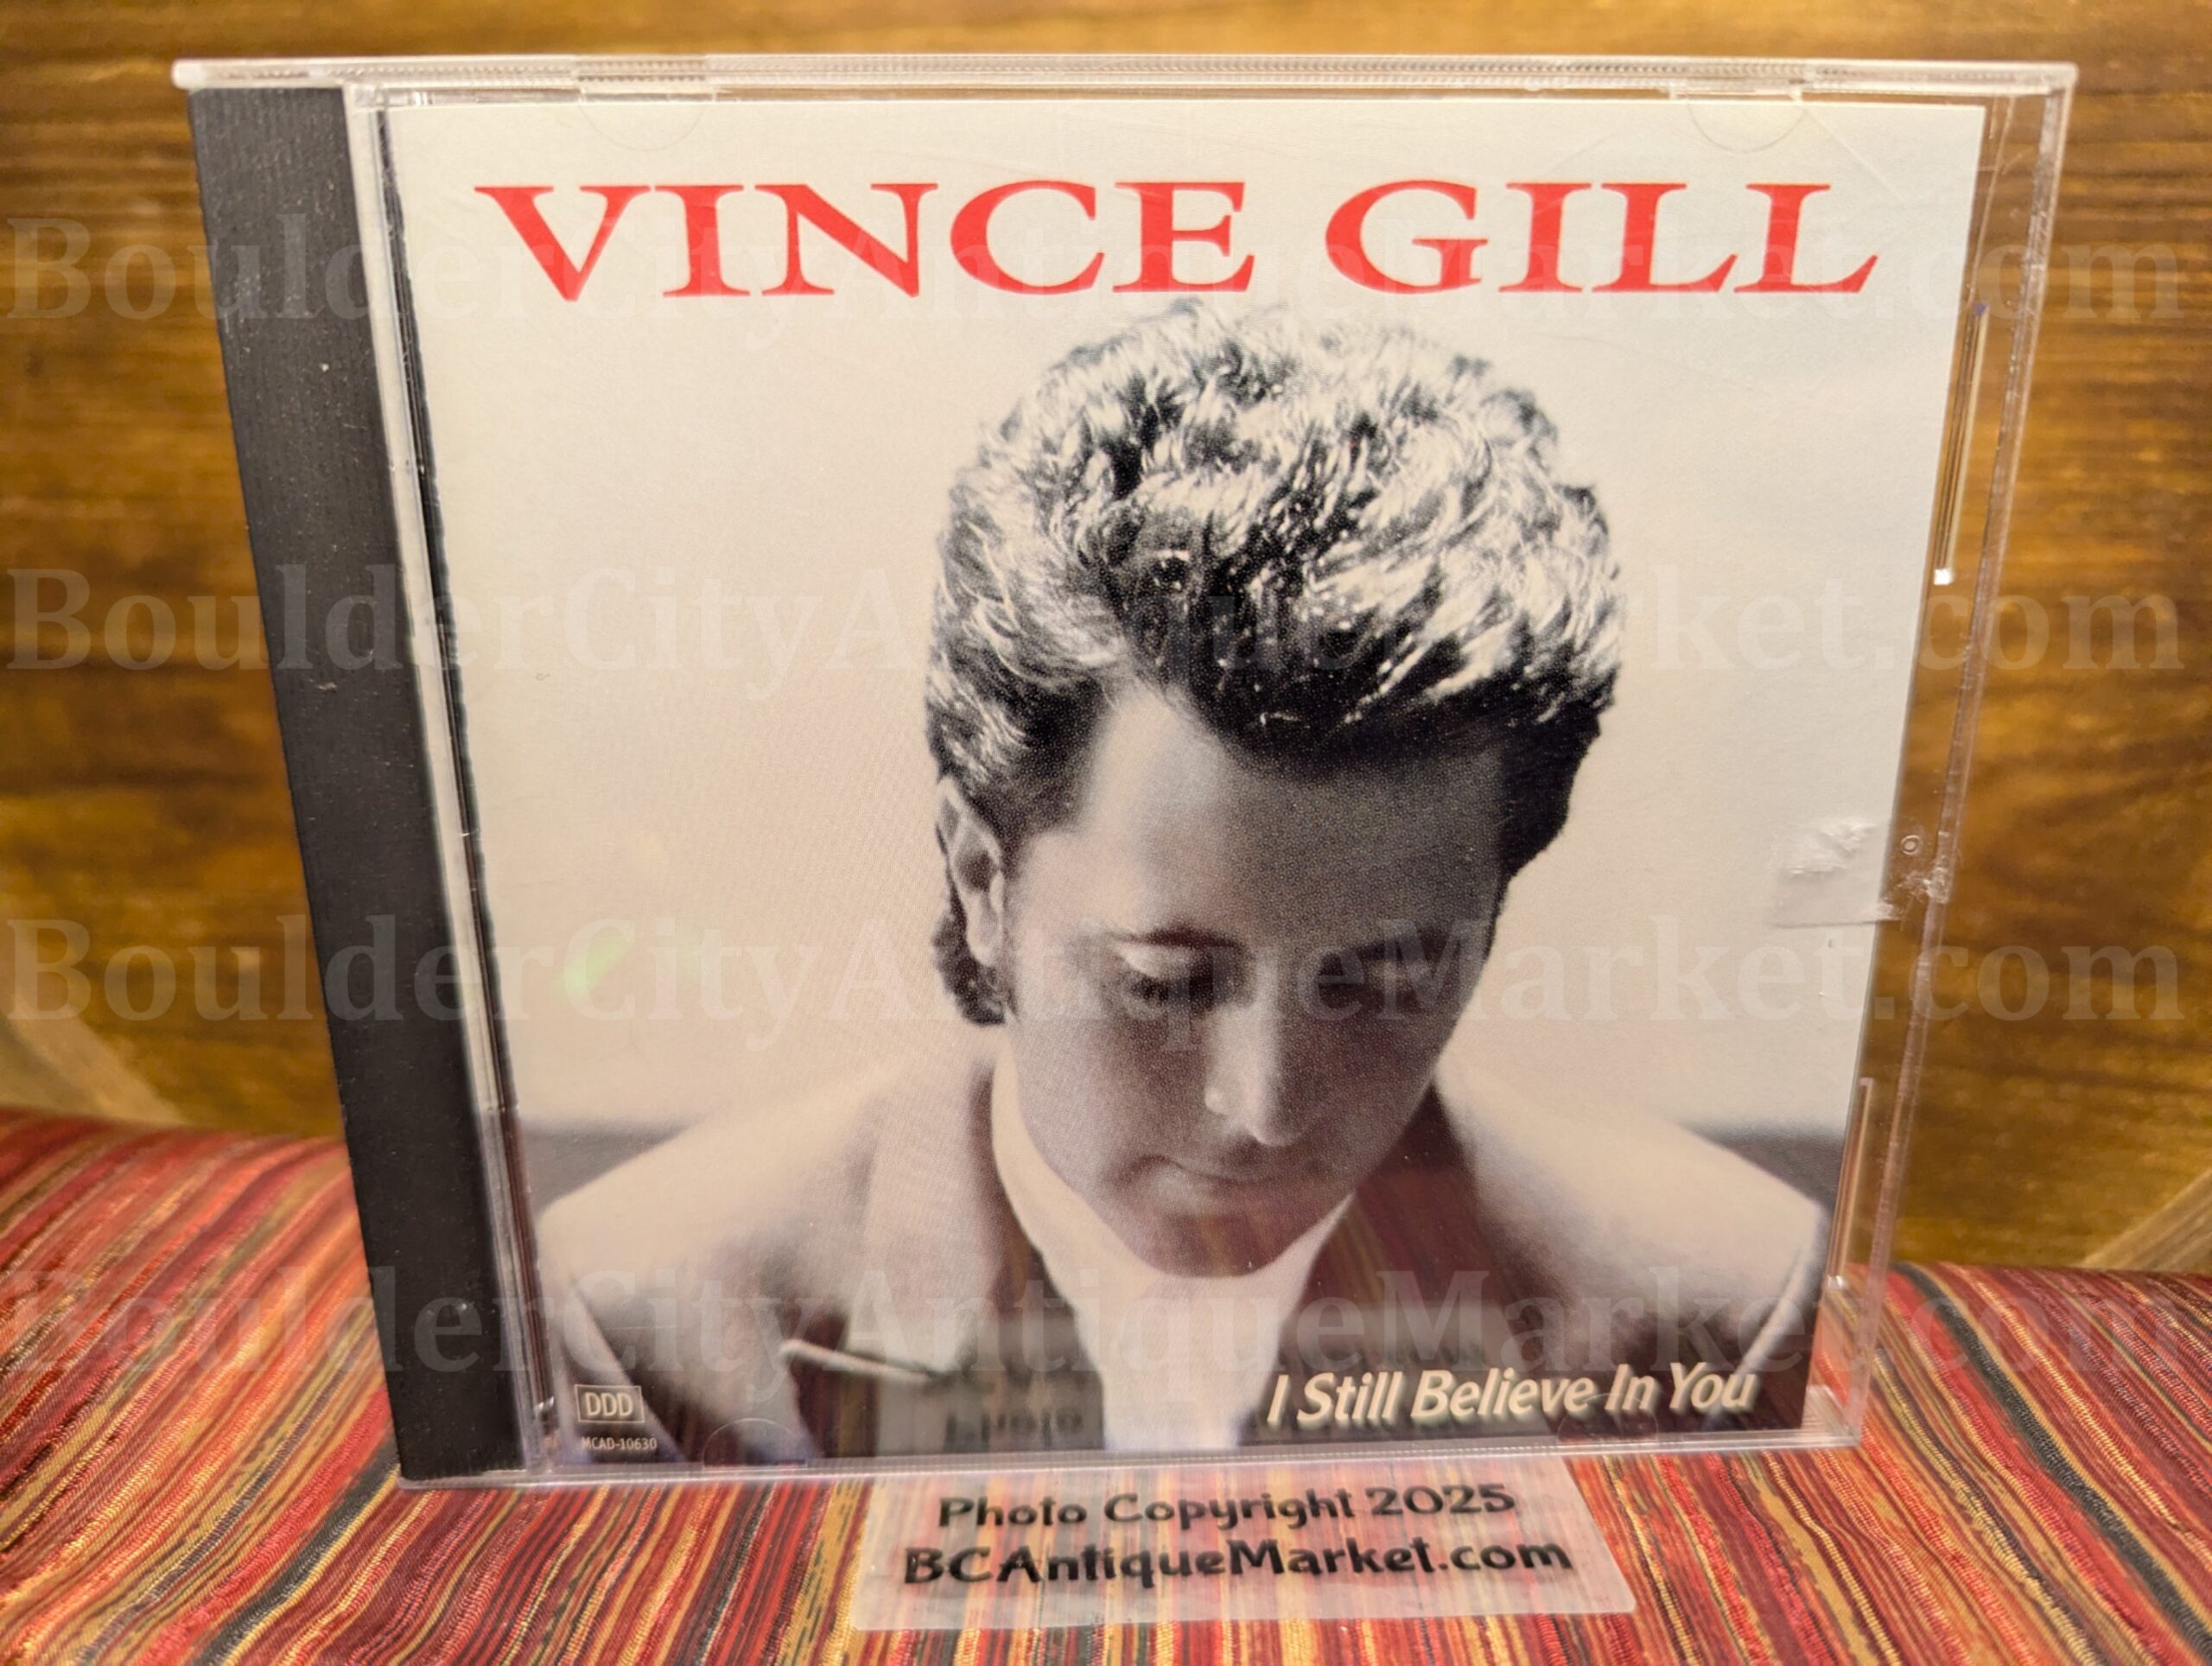 VINCE GILL
BoulderCityAntiqueMarket.com
BoulderCityAntiqueMarket.com
BoulderCityAntiqueMarket.com
BoulderCityAntiqueMarket.com
I Still Believe In You
DDD
MCAD-10630
Photo Copyright 2025
BCAntiqueMarket.com